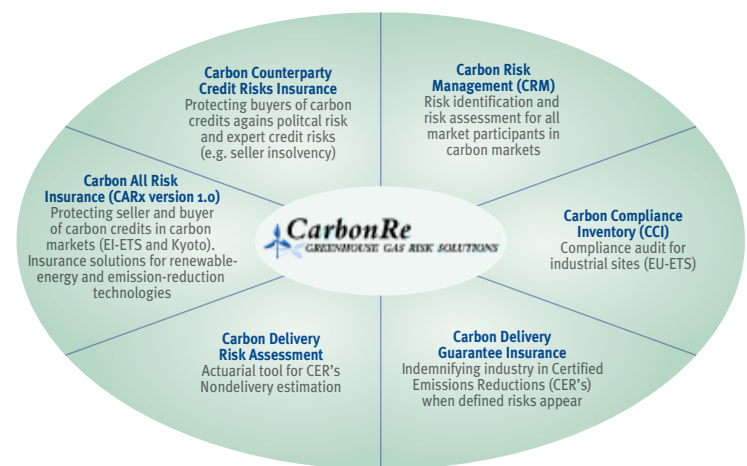 Carbon Counterparty
Credit Risks Insurance
Protecting buyers of carbon
credits agains politcal risk
and expert credit risks
(e.g. seller insolvency)
Carbon Risk
Management (CRM)
Risk identification and
risk assessment for all
market participants in
carbon markets
Carbon All Risk
Insurance (CARx version 1.0)
Protecting seller and buyer
of carbon credits in carbon
markets (EI-ETS and Kyoto).
Insurance solutions for renewable-
energy and emission-reduction
technologies
CarbonRe
GREENHOUSE GAS RISK SOLUTIONS
Carbon Compliance
Inventory (CCI)
Compliance audit for
industrial sites (EU-ETS)
Carbon Delivery
Risk Assessment
Actuarial tool for CER's
Nondelivery estimation
Carbon Delivery
Guarantee Insurance
Indemnifying industry in Certified
Emissions Reductions (CER's)
when defined risks appear